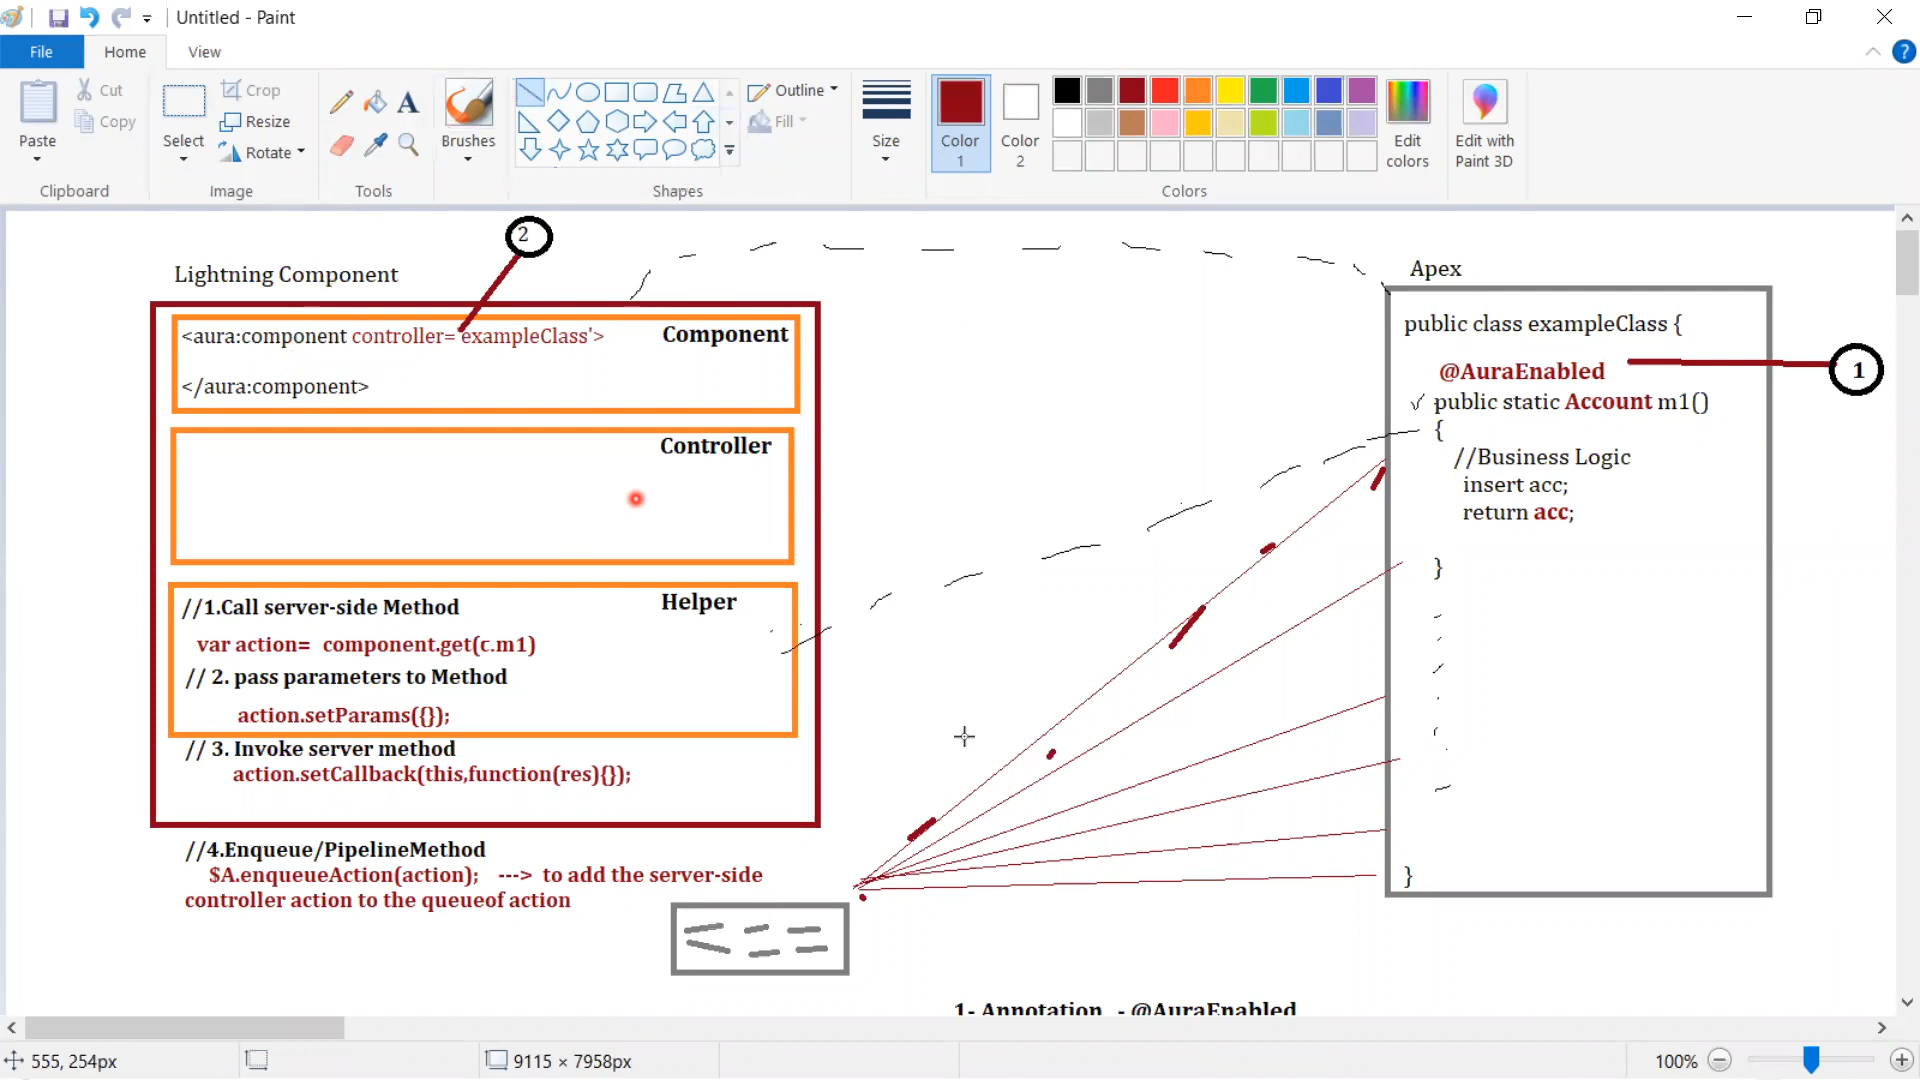 Untitled - Paint
File
Home
View
Paste
Cut
Copy
Clipboard
Select
Crop
Resize
Rotate
Image
Tools
Brushes
Shapes
Outline
Fill
Size
Color 1
Color 2
Edit colors
Colors
Edit with Paint 3D
2
Lightning Component
<aura:component controller='exampleClass'>
Component
</aura:component>
Controller
Helper
//1.Call server-side Method
var action= component.get(c.m1)
// 2. pass parameters to Method
action.setParams({});
// 3. Invoke server method
action.setCallback(this,function(res){});
//4.Enqueue/PipelineMethod
$A.enqueueAction(action); ---> to add the server-side
controller action to the queueof action
Apex
public class exampleClass {
@AuraEnabled
1
public static Account m1()
{
//Business Logic
insert acc;
return acc;
}
}
1- Annotation - @AuraEnabled
555, 254px
9115 × 7958px
100%